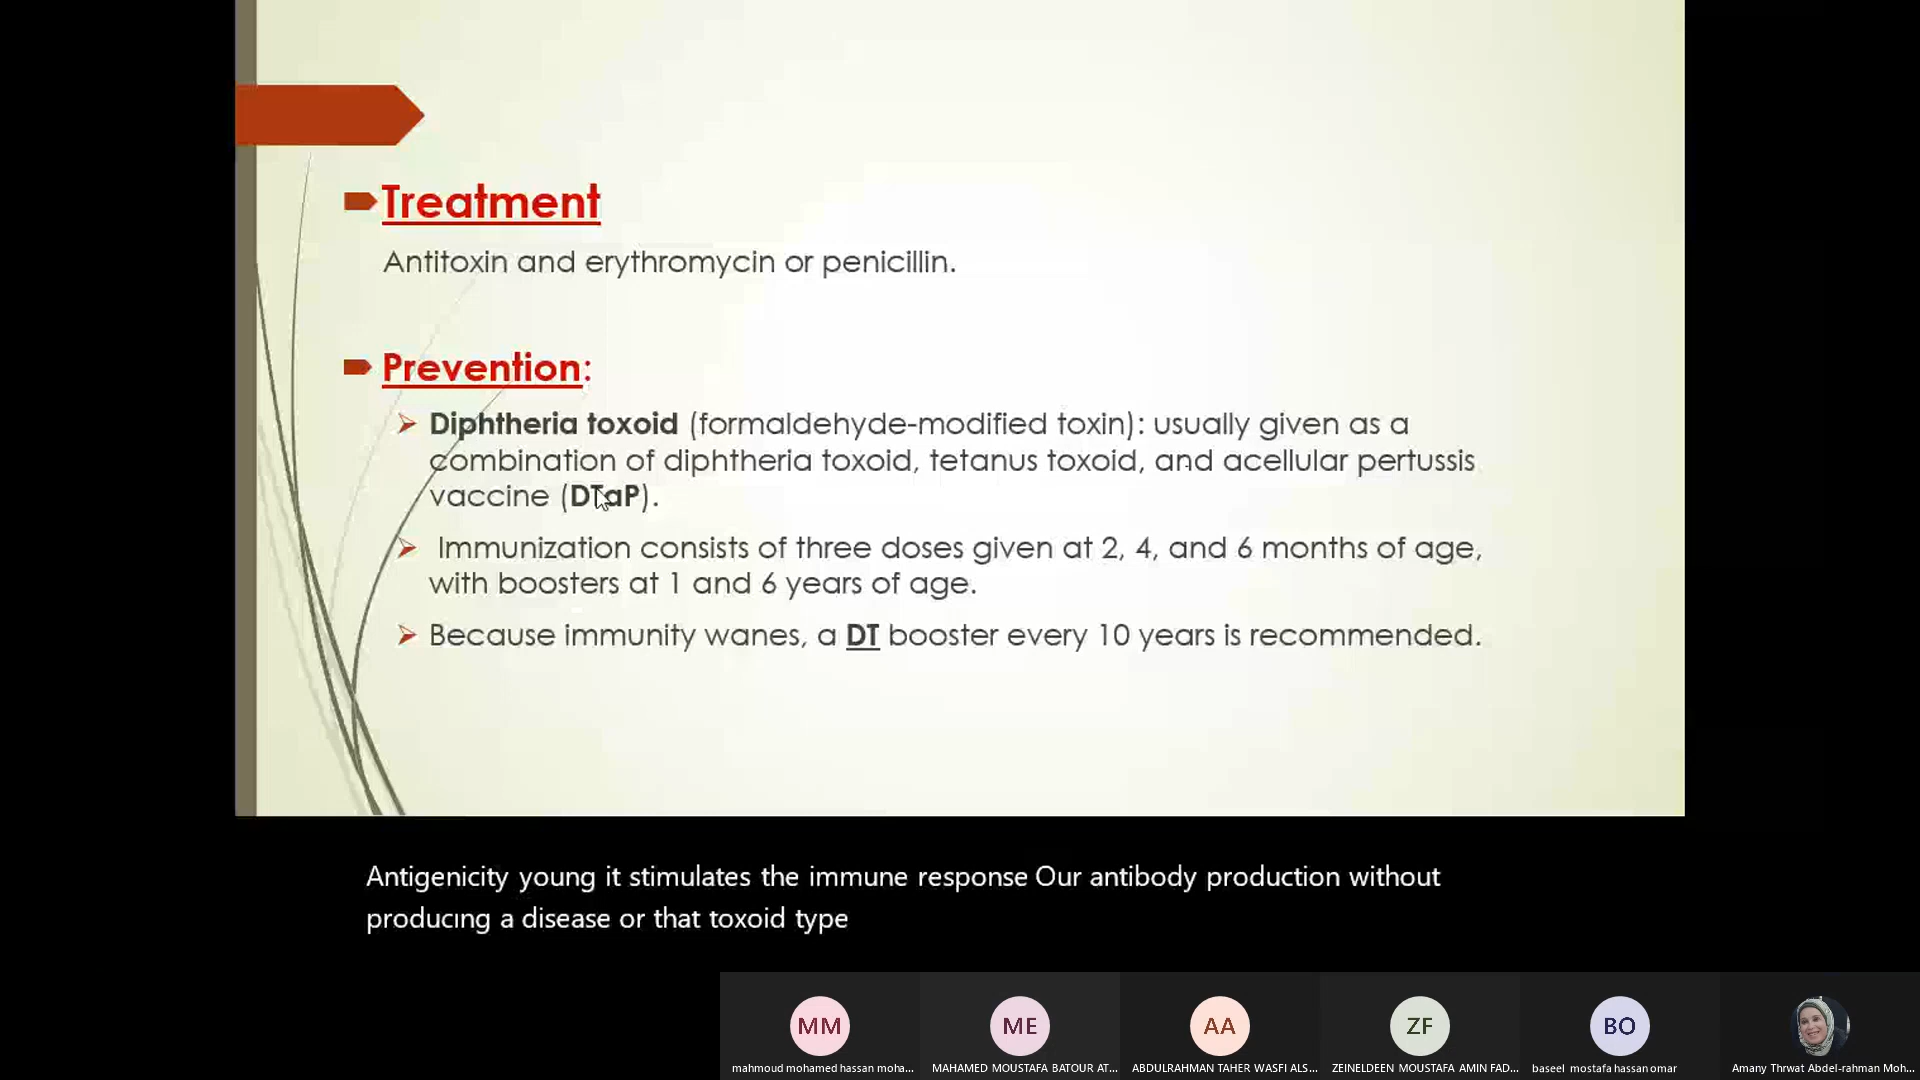 Treatment
Antitoxin and erythromycin or penicillin.
Prevention:
Diphtheria toxoid (formaldehyde-modified toxin): usually given as a
combination of diphtheria toxoid, tetanus toxoid, and acellular pertussis
vaccine (DTaP).
Immunization consists of three doses given at 2, 4, and 6 months of age,
with boosters at 1 and 6 years of age.
Because immunity wanes, a DT booster every 10 years is recommended.
Antigenicity young it stimulates the immune response Our antibody production without
producing a disease or that toxoid type
MM ME AA ZF BO
mahmoud mohamed hassan moha... MAHAMED MOUSTAFA BATOUR AT... ABDULRAHMAN TAHER WASFI ALS... ZEINELDEEN MOUSTAFA AMIN FAD... baseel mostafa hassan omar Amany Thrwat Abdel-rahman Moh...